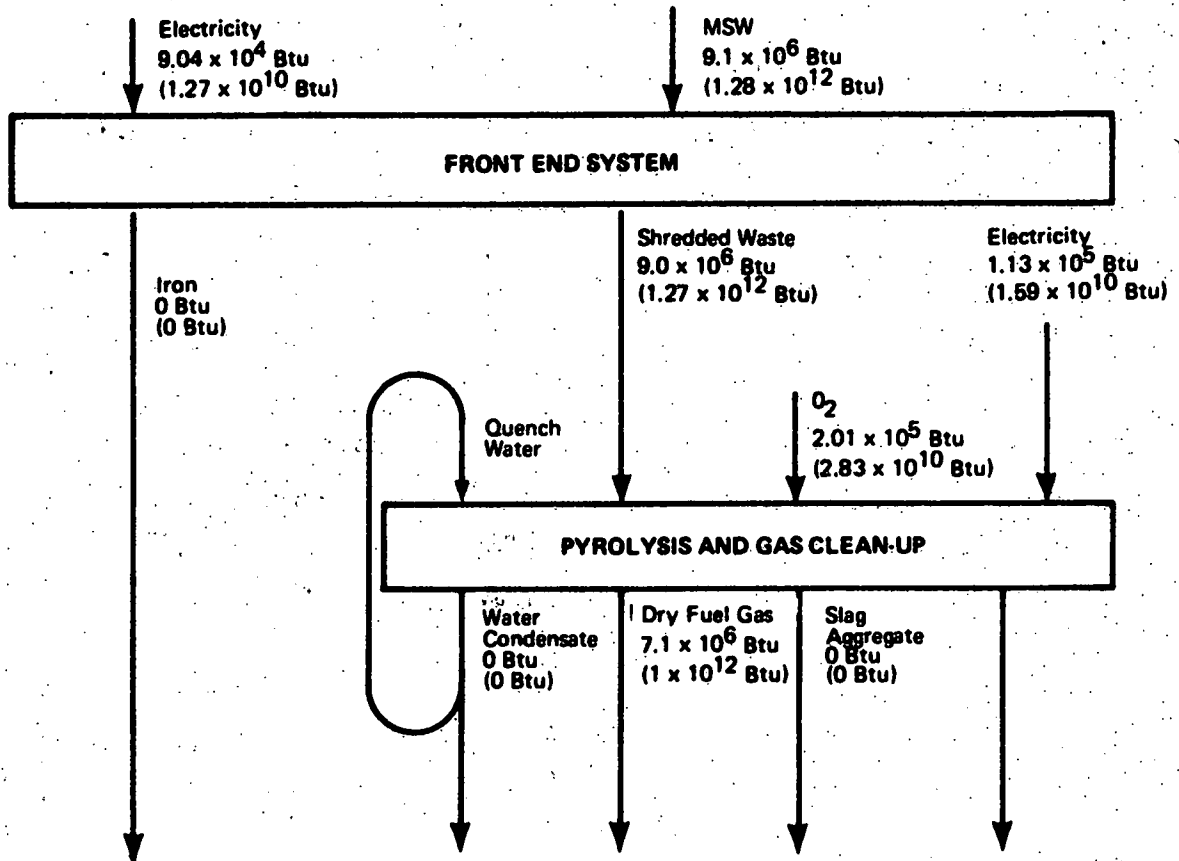 Electricity
9.04 x 10^4 Btu
(1.27 x 10^10 Btu)
MSW
9.1 x 10^6 Btu
(1.28 x 10^12 Btu)
FRONT END SYSTEM
Iron
0 Btu
(0 Btu)
Shredded Waste
9.0 x 10^6 Btu
(1.27 x 10^12 Btu)
Electricity
1.13 x 10^5 Btu
(1.59 x 10^10 Btu)
Quench
Water
O2
2.01 x 10^5 Btu
(2.83 x 10^10 Btu)
PYROLYSIS AND GAS CLEAN-UP
Water
Condensate
0 Btu
(0 Btu)
Dry Fuel Gas
7.1 x 10^6 Btu
(1 x 10^12 Btu)
Slag
Aggregate
0 Btu
(0 Btu)